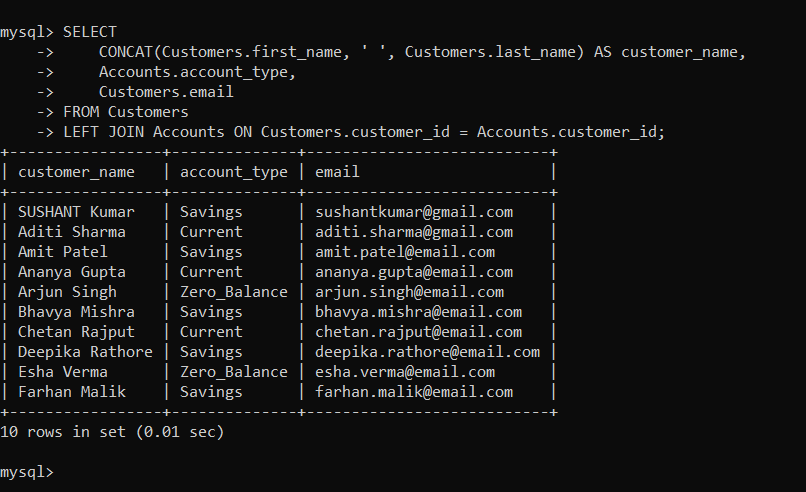 mysql> SELECT
    ->     CONCAT(Customers.first_name, ' ', Customers.last_name) AS customer_name,
    ->     Accounts.account_type,
    ->     Customers.email
    -> FROM Customers
    -> LEFT JOIN Accounts ON Customers.customer_id = Accounts.customer_id;
+-----------------+--------------+---------------------------+
| customer_name   | account_type | email                     |
+-----------------+--------------+---------------------------+
| SUSHANT Kumar   | Savings      | sushantkumar@gmail.com    |
| Aditi Sharma    | Current      | aditi.sharma@gmail.com    |
| Amit Patel      | Savings      | amit.patel@email.com      |
| Ananya Gupta    | Current      | ananya.gupta@email.com    |
| Arjun Singh     | Zero_Balance | arjun.singh@email.com     |
| Bhavya Mishra   | Savings      | bhavya.mishra@email.com   |
| Chetan Rajput   | Current      | chetan.rajput@email.com   |
| Deepika Rathore | Savings      | deepika.rathore@email.com |
| Esha Verma      | Zero_Balance | esha.verma@email.com      |
| Farhan Malik    | Savings      | farhan.malik@email.com    |
+-----------------+--------------+---------------------------+
10 rows in set (0.01 sec)
mysql>